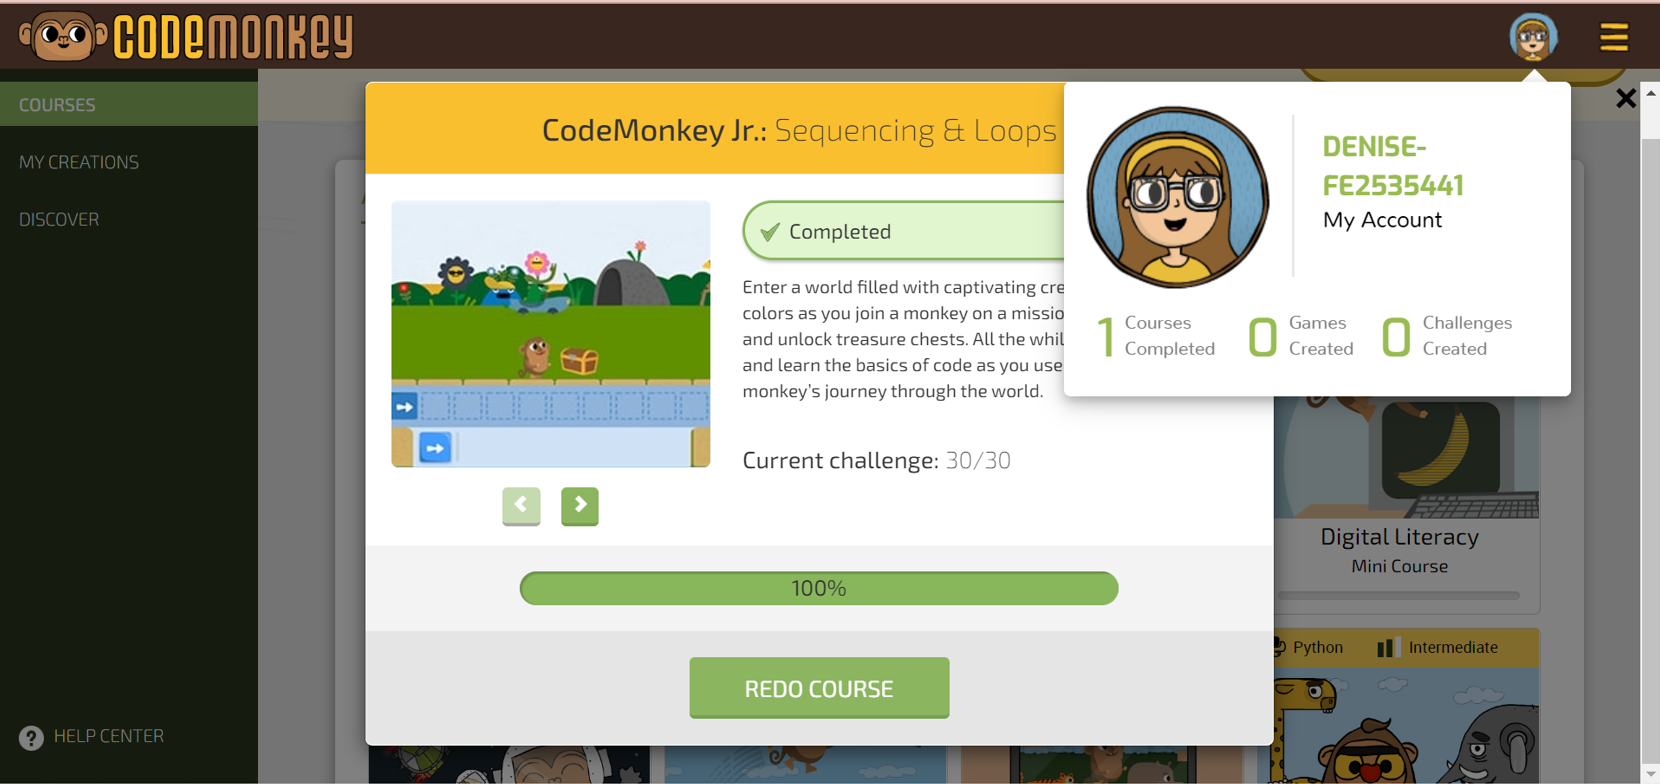 CODEMONKEY
COURSES
MY CREATIONS
DISCOVER
HELP CENTER
CodeMonkey Jr.: Sequencing & Loops
Completed
Enter a world filled with captivating cre
colors as you join a monkey on a missio
and unlock treasure chests. All the whil
and learn the basics of code as you use
monkey's journey through the world.
Current challenge: 30/30
100%
REDO COURSE
DENISE-
FE2535441
My Account
1 Courses Completed
0 Games Created
0 Challenges Created
Digital Literacy
Mini Course
Python
Intermediate